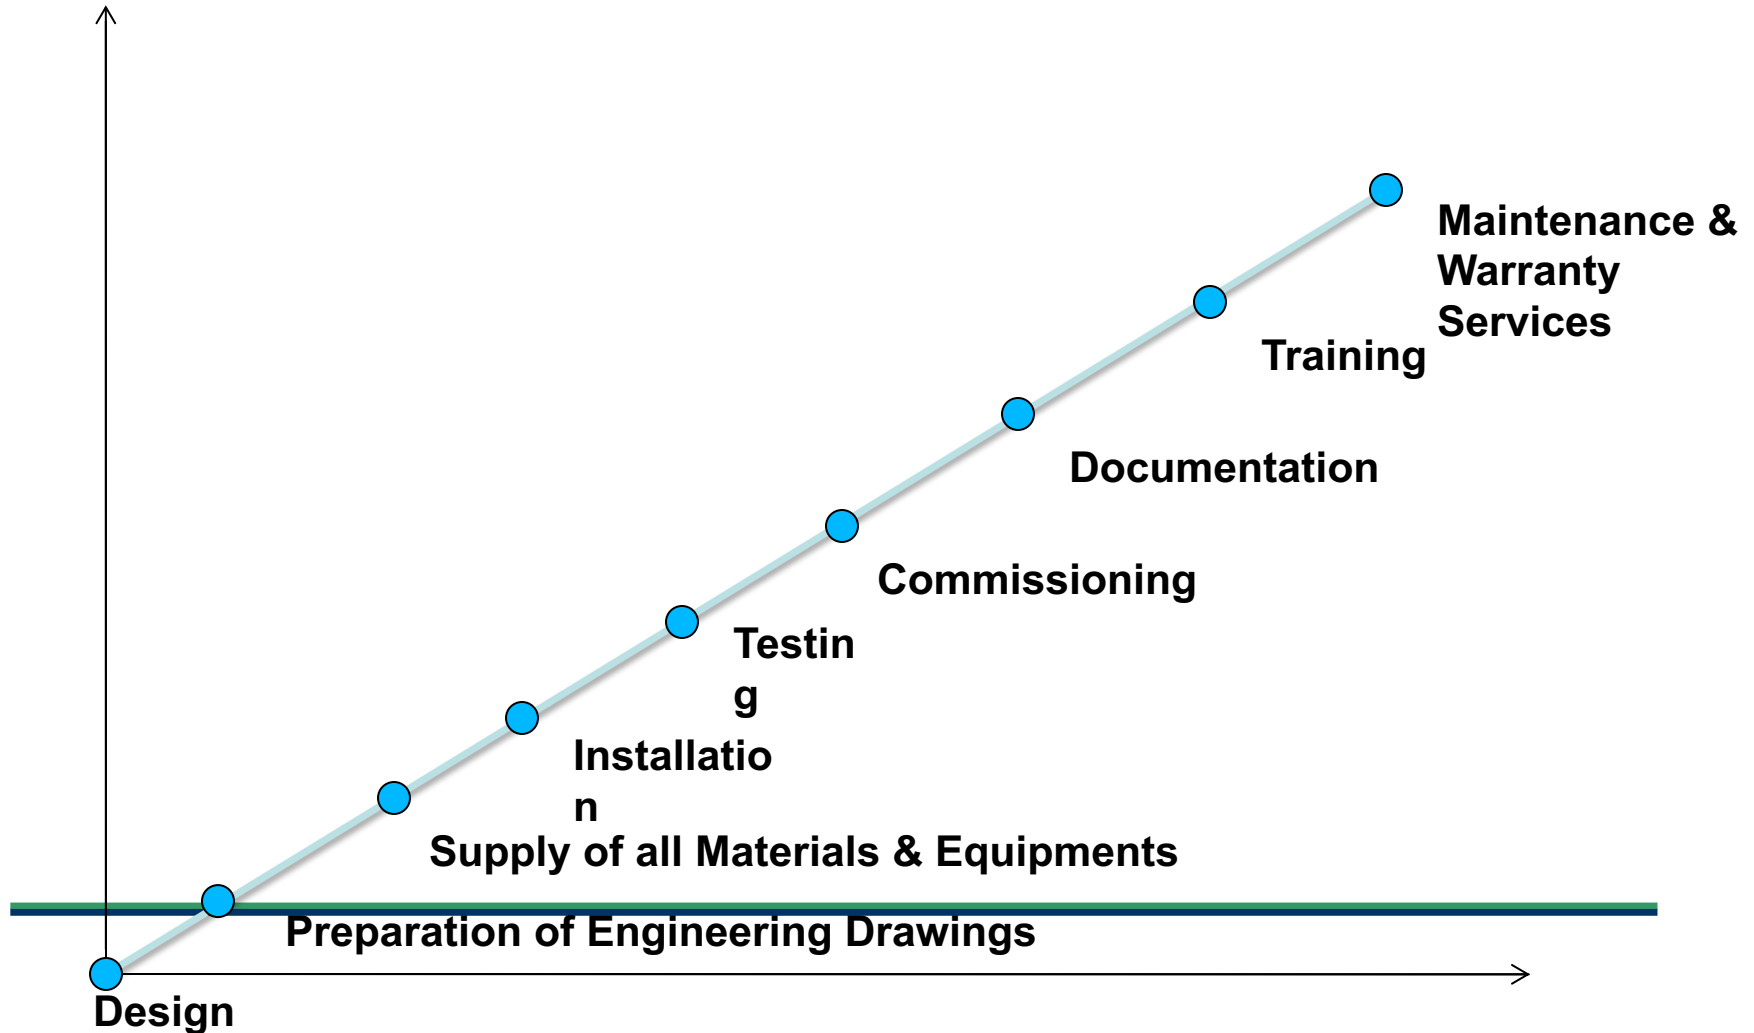 Maintenance &
Warranty
Services
Training
Documentation
Commissioning
Testin
g
Installatio
n
Supply of all Materials & Equipments
Preparation of Engineering Drawings
Design